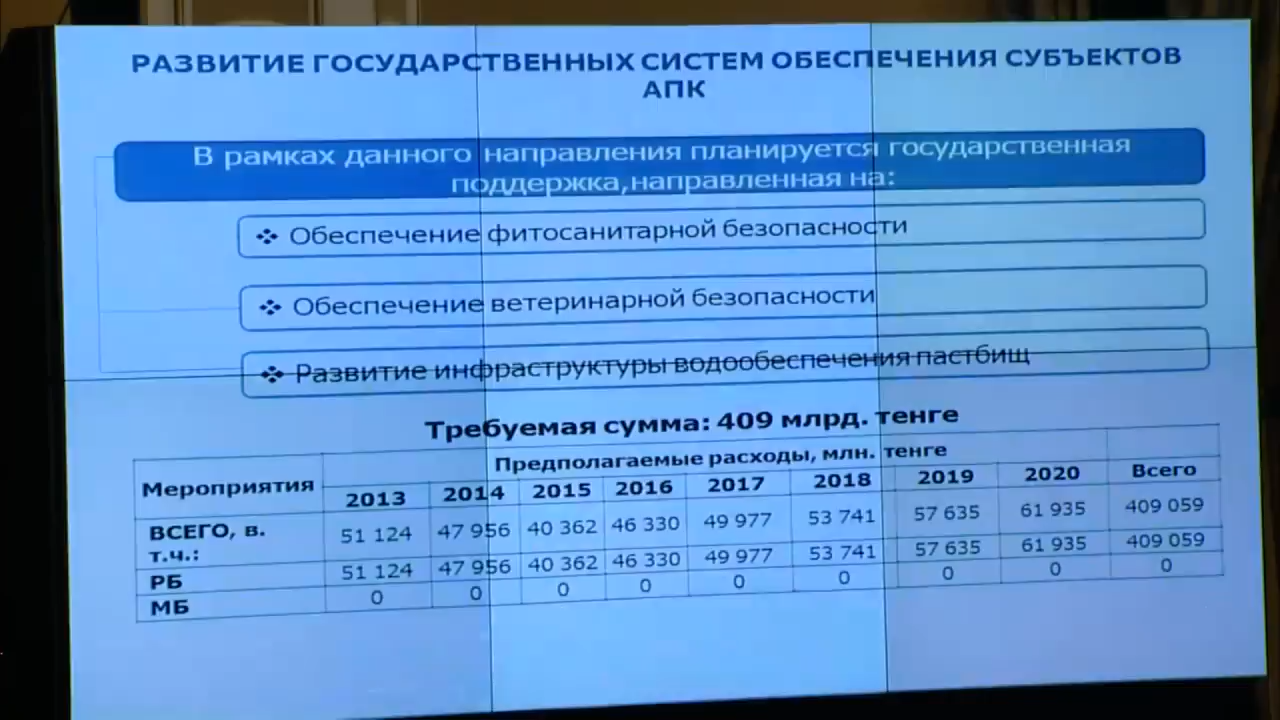 РАЗВИТИЕ ГОСУДАРСТВЕННЫХ СИСТЕМ ОБЕСПЕЧЕНИЯ СУБЪЕКТОВ
АПК
В рамках данного направления планируется государственная
поддержка,направленная на:
❖ Обеспечение фитосанитарной безопасности
❖ Обеспечение ветеринарной безопасности
❖ Развитие инфраструктуры водообеспечения пастбищ
Требуемая сумма: 409 млрд. тенге
Мероприятия Предполагаемые расходы, млн. тенге
2013 2014 2015 2016 2017 2018 2019 2020 Всего
ВСЕГО, в. т.ч.: 51 124 47 956 40 362 46 330 49 977 53 741 57 635 61 935 409 059
РБ 51 124 47 956 40 362 46 330 49 977 53 741 57 635 61 935 409 059
МБ 0 0 0 0 0 0 0 0 0